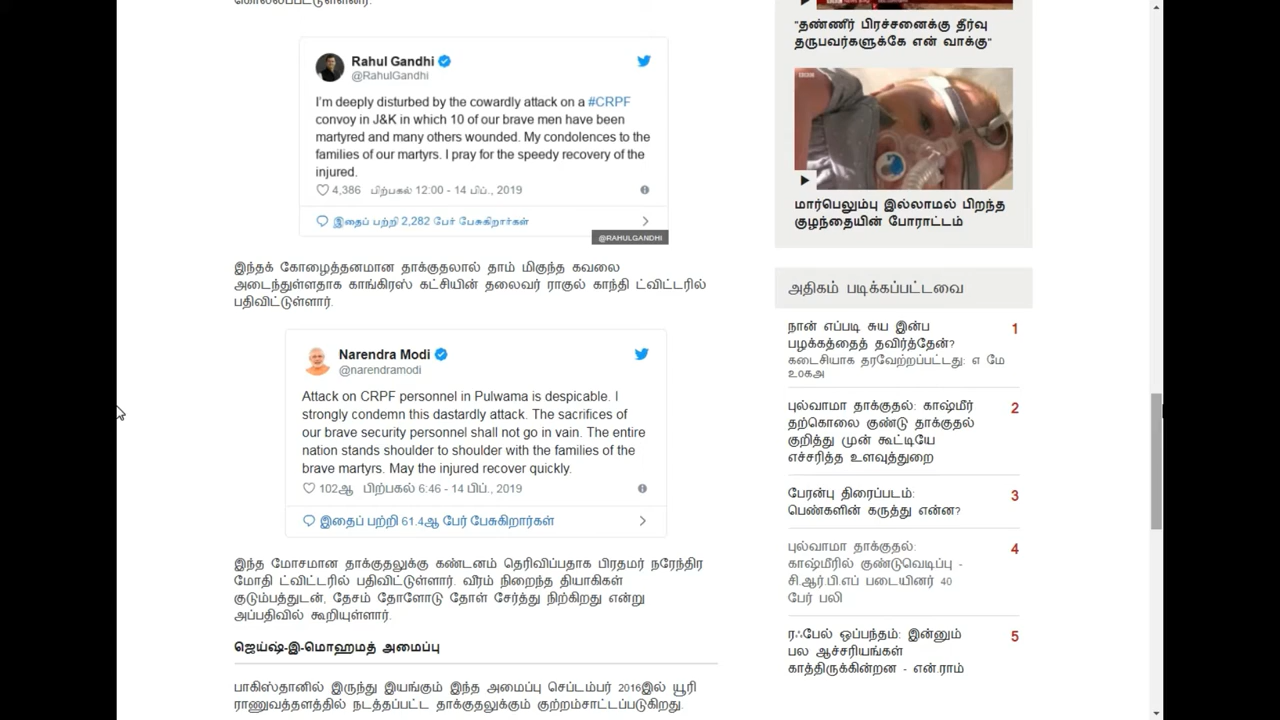 கொல்லப்பட்டுள்ளனர்.
Rahul Gandhi
@RahulGandhi
I'm deeply disturbed by the cowardly attack on a #CRPF
convoy in J&K in which 10 of our brave men have been
martyred and many others wounded. My condolences to the
families of our martyrs. I pray for the speedy recovery of the
injured.
4,386 பிற்பகல் 12:00 - 14 பிப்., 2019
இதைப் பற்றி 2,282 பேர் பேசுகிறார்கள்
@RAHULGANDHI
இந்தக் கோழைத்தனமான தாக்குதலால் தாம் மிகுந்த கவலை
அடைந்துள்ளதாக காங்கிரஸ் கட்சியின் தலைவர் ராகுல் காந்தி ட்விட்டரில்
பதிவிட்டுள்ளார்.
Narendra Modi
@narendramodi
Attack on CRPF personnel in Pulwama is despicable. I
strongly condemn this dastardly attack. The sacrifices of
our brave security personnel shall not go in vain. The entire
nation stands shoulder to shoulder with the families of the
brave martyrs. May the injured recover quickly.
102ஆ பிற்பகல் 6:46 - 14 பிப்., 2019
இதைப் பற்றி 61.4ஆ பேர் பேசுகிறார்கள்
இந்த மோசமான தாக்குதலுக்கு கண்டனம் தெரிவிப்பதாக பிரதமர் நரேந்திர
மோதி ட்விட்டரில் பதிவிட்டுள்ளார். வீரம் நிறைந்த தியாகிகள்
குடும்பத்துடன், தேசம் தோளோடு தோள் சேர்த்து நிற்கிறது என்று
அப்பதிவில் கூறியுள்ளார்.
ஜெய்ஷ்-இ-மொஹமத் அமைப்பு
பாகிஸ்தானில் இருந்து இயங்கும் இந்த அமைப்பு செப்டம்பர் 2016இல் யூரி
ராணுவத்தளத்தில் நடத்தப்பட்ட தாக்குதலுக்கும் குற்றம்சாட்டப்படுகிறது.
"தண்ணீர் பிரச்சனைக்கு தீர்வு
தருபவர்களுக்கே என் வாக்கு"
BBC
மார்பெலும்பு இல்லாமல் பிறந்த
குழந்தையின் போராட்டம்
அதிகம் படிக்கப்பட்டவை
நான் எப்படி சுய இன்ப 1
பழக்கத்தைத் தவிர்த்தேன்?
கடைசியாக தரவேற்றப்பட்டது: எ மே
௨௦௧௮
புல்வாமா தாக்குதல்: காஷ்மீர் 2
தற்கொலை குண்டு தாக்குதல்
குறித்து முன் கூட்டியே
எச்சரித்த உளவுத்துறை
பேரன்பு திரைப்படம்: 3
பெண்களின் கருத்து என்ன?
புல்வாமா தாக்குதல்: 4
காஷ்மீரில் குண்டுவெடிப்பு -
சி.ஆர்.பி.எப் படையினர் 40
பேர் பலி
ரஃபேல் ஒப்பந்தம்: இன்னும் 5
பல ஆச்சரியங்கள்
காத்திருக்கின்றன - என்.ராம்